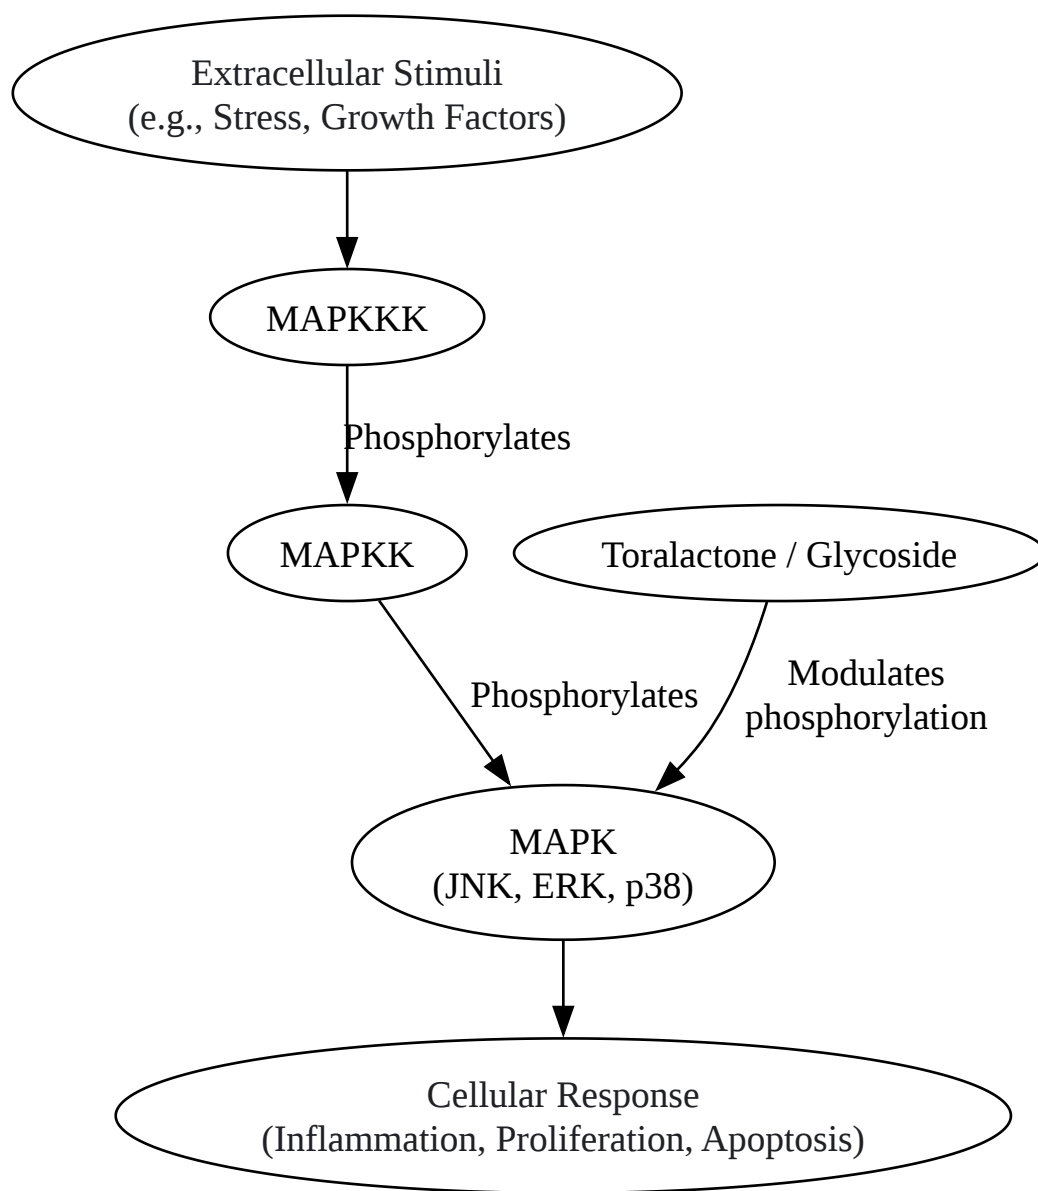 Extracellular Stimuli
(e.g., Stress, Growth Factors)
MAPKKK
Phosphorylates
MAPKK
Toralactone / Glycoside
Phosphorylates
Modulates
phosphorylation
MAPK
(JNK, ERK, p38)
Cellular Response
(Inflammation, Proliferation, Apoptosis)